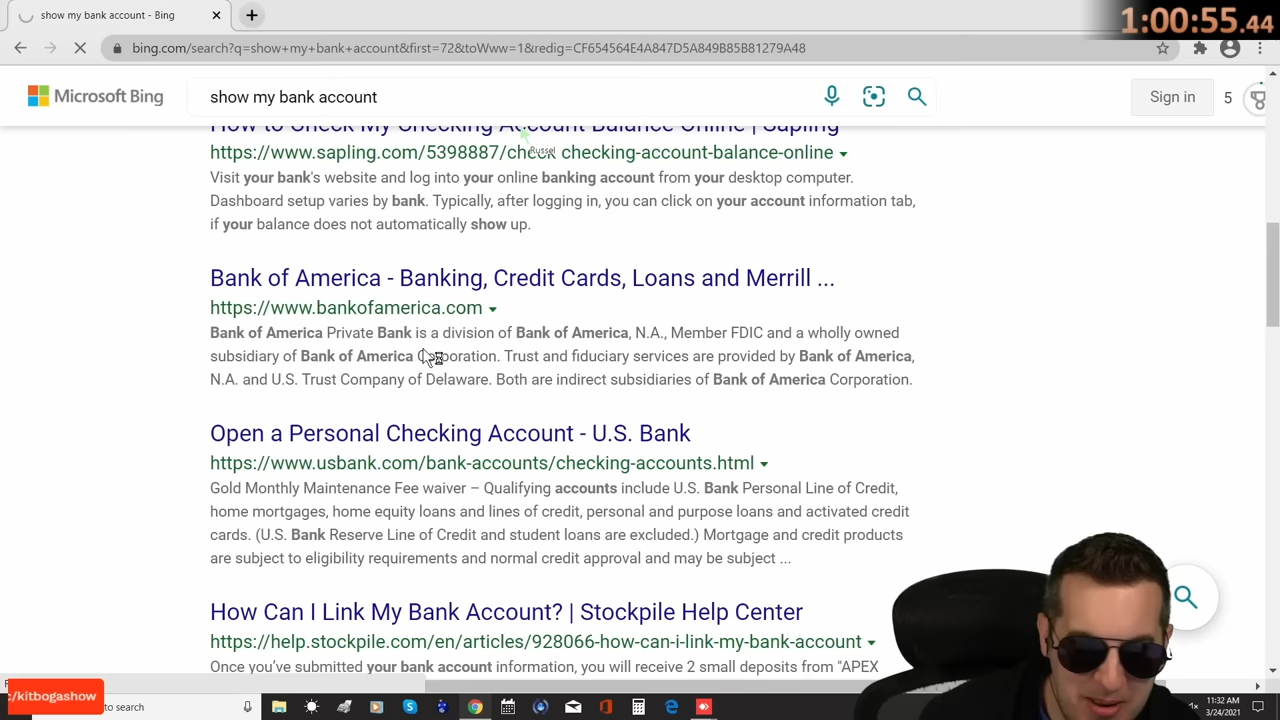 show my bank account - Bing
1:00:55.44
bing.com/search?q=show+my+bank+account&first=72&toWww=1&redig=CF654564E4A847D5A849B85B81279A48
Microsoft Bing
show my bank account
Sign in
5
How to Check My Checking Account Balance Online | Sapling
Russel
https://www.sapling.com/5398887/check checking-account-balance-online
Visit your bank's website and log into your online banking account from your desktop computer.
Dashboard setup varies by bank. Typically, after logging in, you can click on your account information tab,
if your balance does not automatically show up.
Bank of America - Banking, Credit Cards, Loans and Merrill ...
https://www.bankofamerica.com
Bank of America Private Bank is a division of Bank of America, N.A., Member FDIC and a wholly owned
subsidiary of Bank of America Corporation. Trust and fiduciary services are provided by Bank of America,
N.A. and U.S. Trust Company of Delaware. Both are indirect subsidiaries of Bank of America Corporation.
Open a Personal Checking Account - U.S. Bank
https://www.usbank.com/bank-accounts/checking-accounts.html
Gold Monthly Maintenance Fee waiver – Qualifying accounts include U.S. Bank Personal Line of Credit,
home mortgages, home equity loans and lines of credit, personal and purpose loans and activated credit
cards. (U.S. Bank Reserve Line of Credit and student loans are excluded.) Mortgage and credit products
are subject to eligibility requirements and normal credit approval and may be subject ...
How Can I Link My Bank Account? | Stockpile Help Center
https://help.stockpile.com/en/articles/928066-how-can-i-link-my-bank-account
Once you've submitted your bank account information, you will receive 2 small deposits from "APEX
:/kitbogashow
to search
11:32 AM
3/24/2021